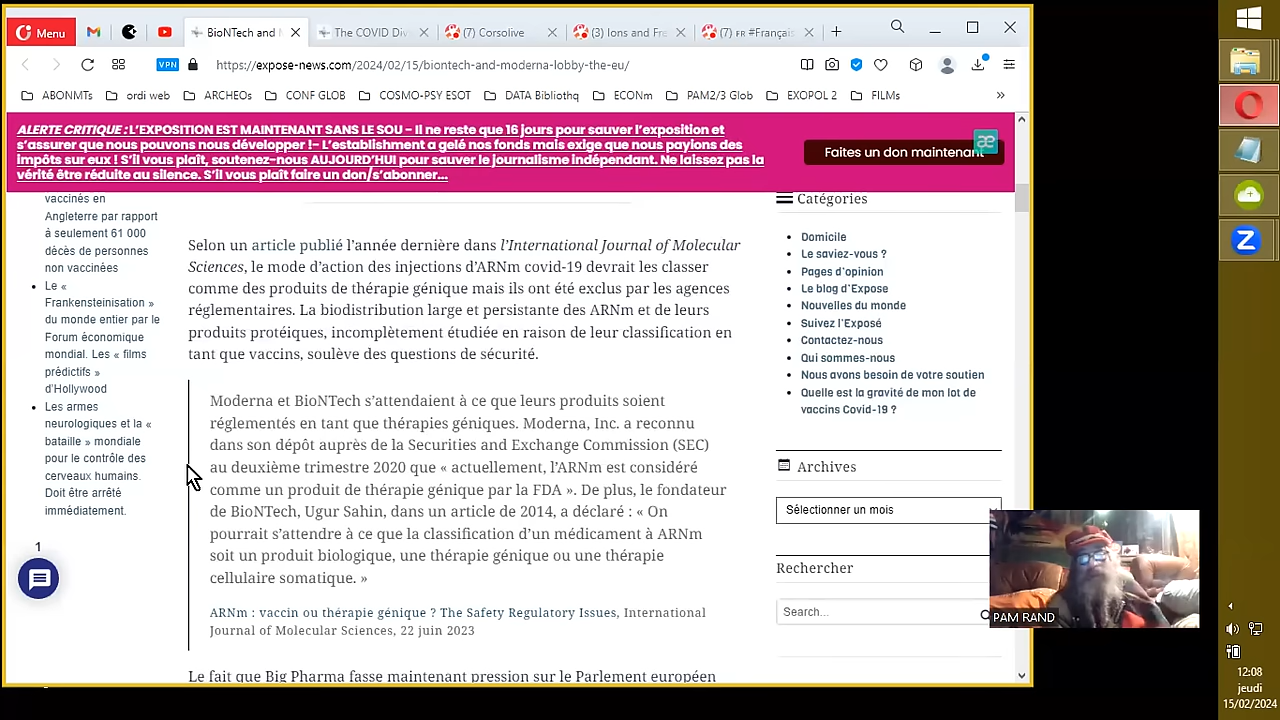 Menu
BioNTech and M
The COVID Div
(7) Corsolive
(3) Ions and Fre
(7) FR #Français
VPN
https://expose-news.com/2024/02/15/biontech-and-moderna-lobby-the-eu/
ABONMTs
ordi web
ARCHEOs
CONF GLOB
COSMO-PSY ESOT
DATA Bibliothq
ECONm
PAM2/3 Glob
EXOPOL 2
FILMs
»
ALERTE CRITIQUE : L'EXPOSITION EST MAINTENANT SANS LE SOU - Il ne reste que 16 jours pour sauver l'exposition et
s'assurer que nous pouvons nous développer !- L'establishment a gelé nos fonds mais exige que nous payions des
impôts sur eux ! S'il vous plaît, soutenez-nous AUJOURD'HUI pour sauver le journalisme indépendant. Ne laissez pas la
vérité être réduite au silence. S'il vous plaît faire un don/s'abonner...
Faites un don maintenant
æ
vaccinés en
Angleterre par rapport
à seulement 61 000
décès de personnes
non vaccinées
Le «
Frankensteinisation »
du monde entier par le
Forum économique
mondial. Les « films
prédictifs »
d'Hollywood
Les armes
neurologiques et la «
bataille » mondiale
pour le contrôle des
cerveaux humains.
Doit être arrêté
immédiatement.
1
Selon un article publié l'année dernière dans l'International Journal of Molecular
Sciences, le mode d'action des injections d'ARNm covid-19 devrait les classer
comme des produits de thérapie génique mais ils ont été exclus par les agences
réglementaires. La biodistribution large et persistante des ARNm et de leurs
produits protéiques, incomplètement étudiée en raison de leur classification en
tant que vaccins, soulève des questions de sécurité.
Moderna et BioNTech s'attendaient à ce que leurs produits soient
réglementés en tant que thérapies géniques. Moderna, Inc. a reconnu
dans son dépôt auprès de la Securities and Exchange Commission (SEC)
au deuxième trimestre 2020 que « actuellement, l'ARNm est considéré
comme un produit de thérapie génique par la FDA ». De plus, le fondateur
de BioNTech, Ugur Sahin, dans un article de 2014, a déclaré : « On
pourrait s'attendre à ce que la classification d'un médicament à ARNm
soit un produit biologique, une thérapie génique ou une thérapie
cellulaire somatique. »
ARNm : vaccin ou thérapie génique ? The Safety Regulatory Issues, International
Journal of Molecular Sciences, 22 juin 2023
Le fait que Big Pharma fasse maintenant pression sur le Parlement européen
Catégories
Domicile
Le saviez-vous ?
Pages d'opinion
Le blog d'Expose
Nouvelles du monde
Suivez l'Exposé
Contactez-nous
Qui sommes-nous
Nous avons besoin de votre soutien
Quelle est la gravité de mon lot de
vaccins Covid-19 ?
Archives
Sélectionner un mois
Rechercher
Search...
PAM RAND
Z
12:08
jeudi
15/02/2024